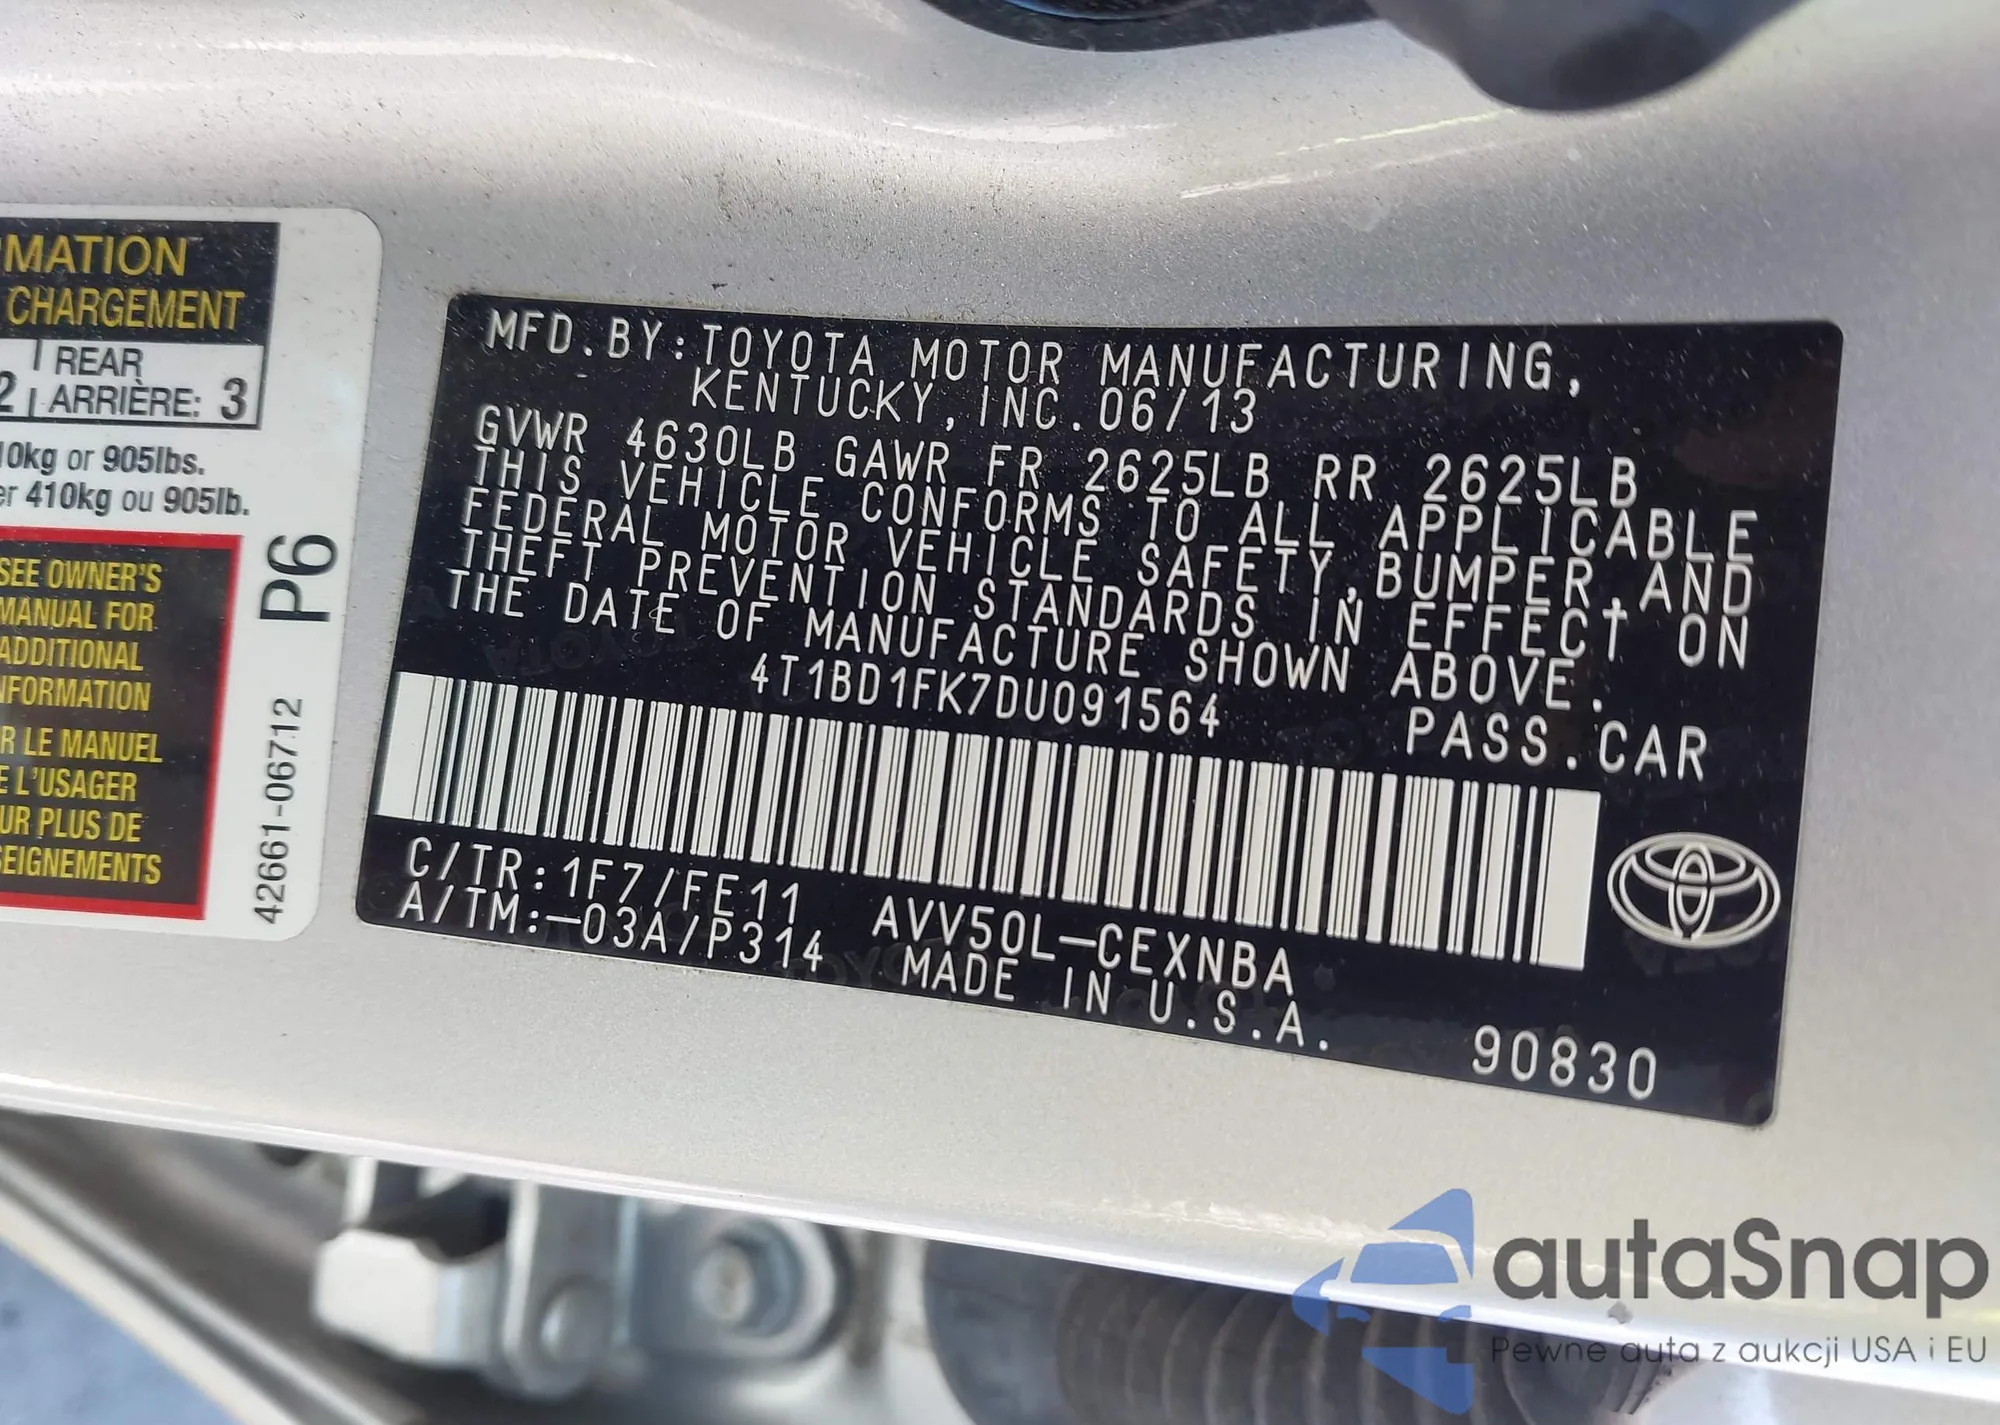 MATION
CHARGEMENT
2 | REAR
ARRIÈRE: 3
10kg or 905lbs.
er 410kg ou 905lb.
SEE OWNER'S
MANUAL FOR
ADDITIONAL
NFORMATION
R LE MANUEL
E L'USAGER
UR PLUS DE
SEIGNEMENTS
P6
42661-06712
MFD.BY:TOYOTA MOTOR MANUFACTURING,
KENTUCKY,INC.06/13
GVWR 4630LB GAWR FR 2625LB RR 2625LB
THIS VEHICLE CONFORMS TO ALL APPLICABLE
FEDERAL MOTOR VEHICLE SAFETY,BUMPER,AND
THEFT PREVENTION STANDARDS IN EFFECT ON
THE DATE OF MANUFACTURE SHOWN ABOVE.
4T1BD1FK7DU091564 PASS.CAR
C/TR:1F7/FE11 AVV50L-CEXNBA
A/TM:-03A/P314 MADE IN U.S.A.
90830
autaSnap
Pewne auta z aukcji USA i EU